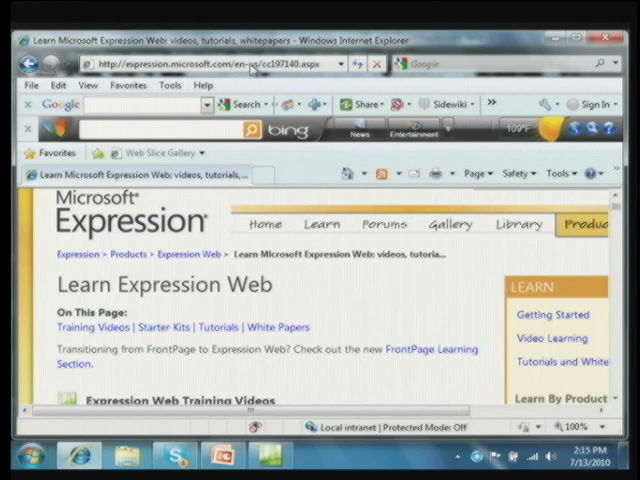 Learn Microsoft Expression Web: videos, tutorials, whitepapers - Windows Internet Explorer
http://expression.microsoft.com/en-us/cc197140.aspx
Google
File Edit View Favorites Tools Help
Google Search Share Sidewiki » Sign In
bing News Entertainment 109°F
Favorites Web Slice Gallery
Learn Microsoft Expression Web: videos, tutorials,... Page Safety Tools
Microsoft®
Expression®
Home Learn Forums Gallery Library Produc
Expression > Products > Expression Web > Learn Microsoft Expression Web: videos, tutoria...
Learn Expression Web
On This Page:
Training Videos | Starter Kits | Tutorials | White Papers
Transitioning from FrontPage to Expression Web? Check out the new FrontPage Learning
Section.
Expression Web Training Videos
LEARN
Getting Started
Video Learning
Tutorials and White
Learn By Product
Local intranet | Protected Mode: Off 100%
2:15 PM
7/13/2010